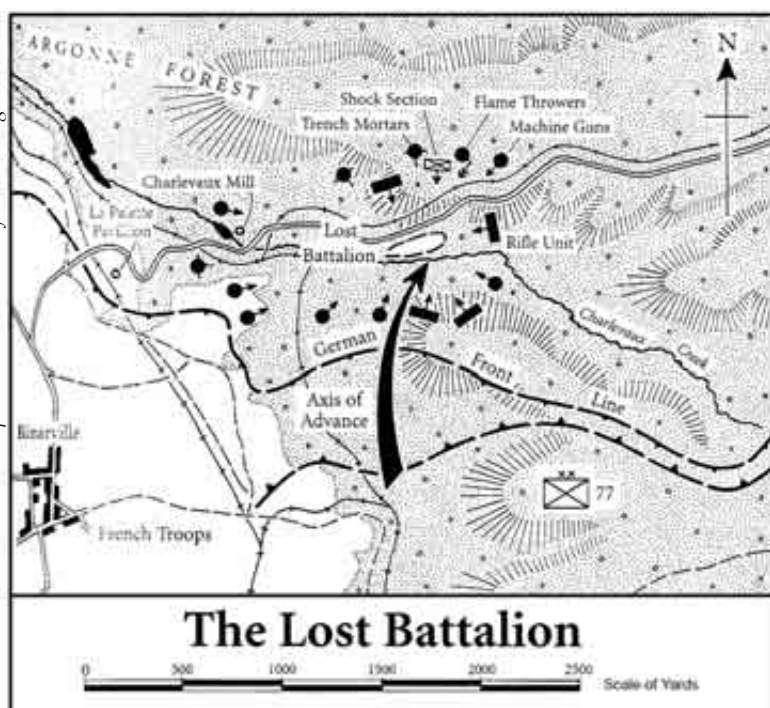 ARGONNE
FOREST
N
Shock Section
Flame Throwers
Trench Mortars
Machine Guns
Charlevaux Mill
La Palette
Pavillion
Lost
Battalion
Rifle Unit
Charlevaux Creek
German Front Line
Axis of
Advance
Binarville
French Troops
77
The Lost Battalion
0 500 1000 1500 2000 2500
Scale of Yards